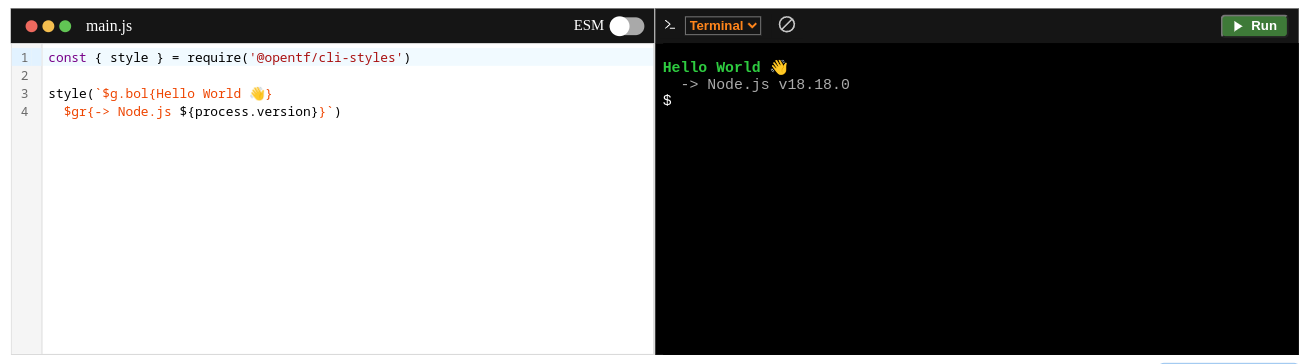 main.js ESM
1 const { style } = require('@opentf/cli-styles')
2
3 style(`$g.bol{Hello World 👋}
4   $gr{-> Node.js ${process.version}}`)
>_ Terminal Run
Hello World 👋
  -> Node.js v18.18.0
$